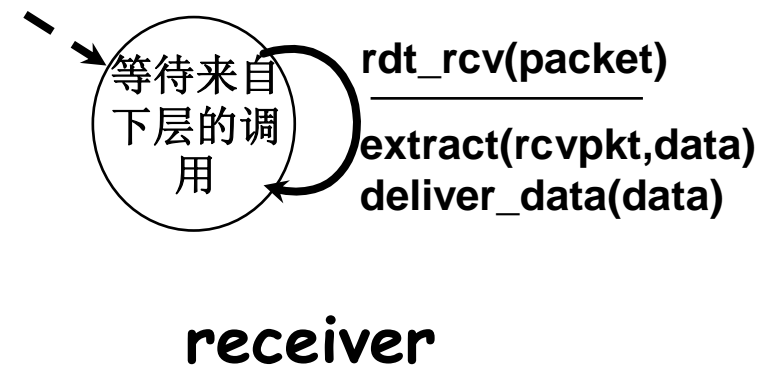 等待来自
下层的调
用
rdt_rcv(packet)
extract(rcvpkt,data)
deliver_data(data)
receiver